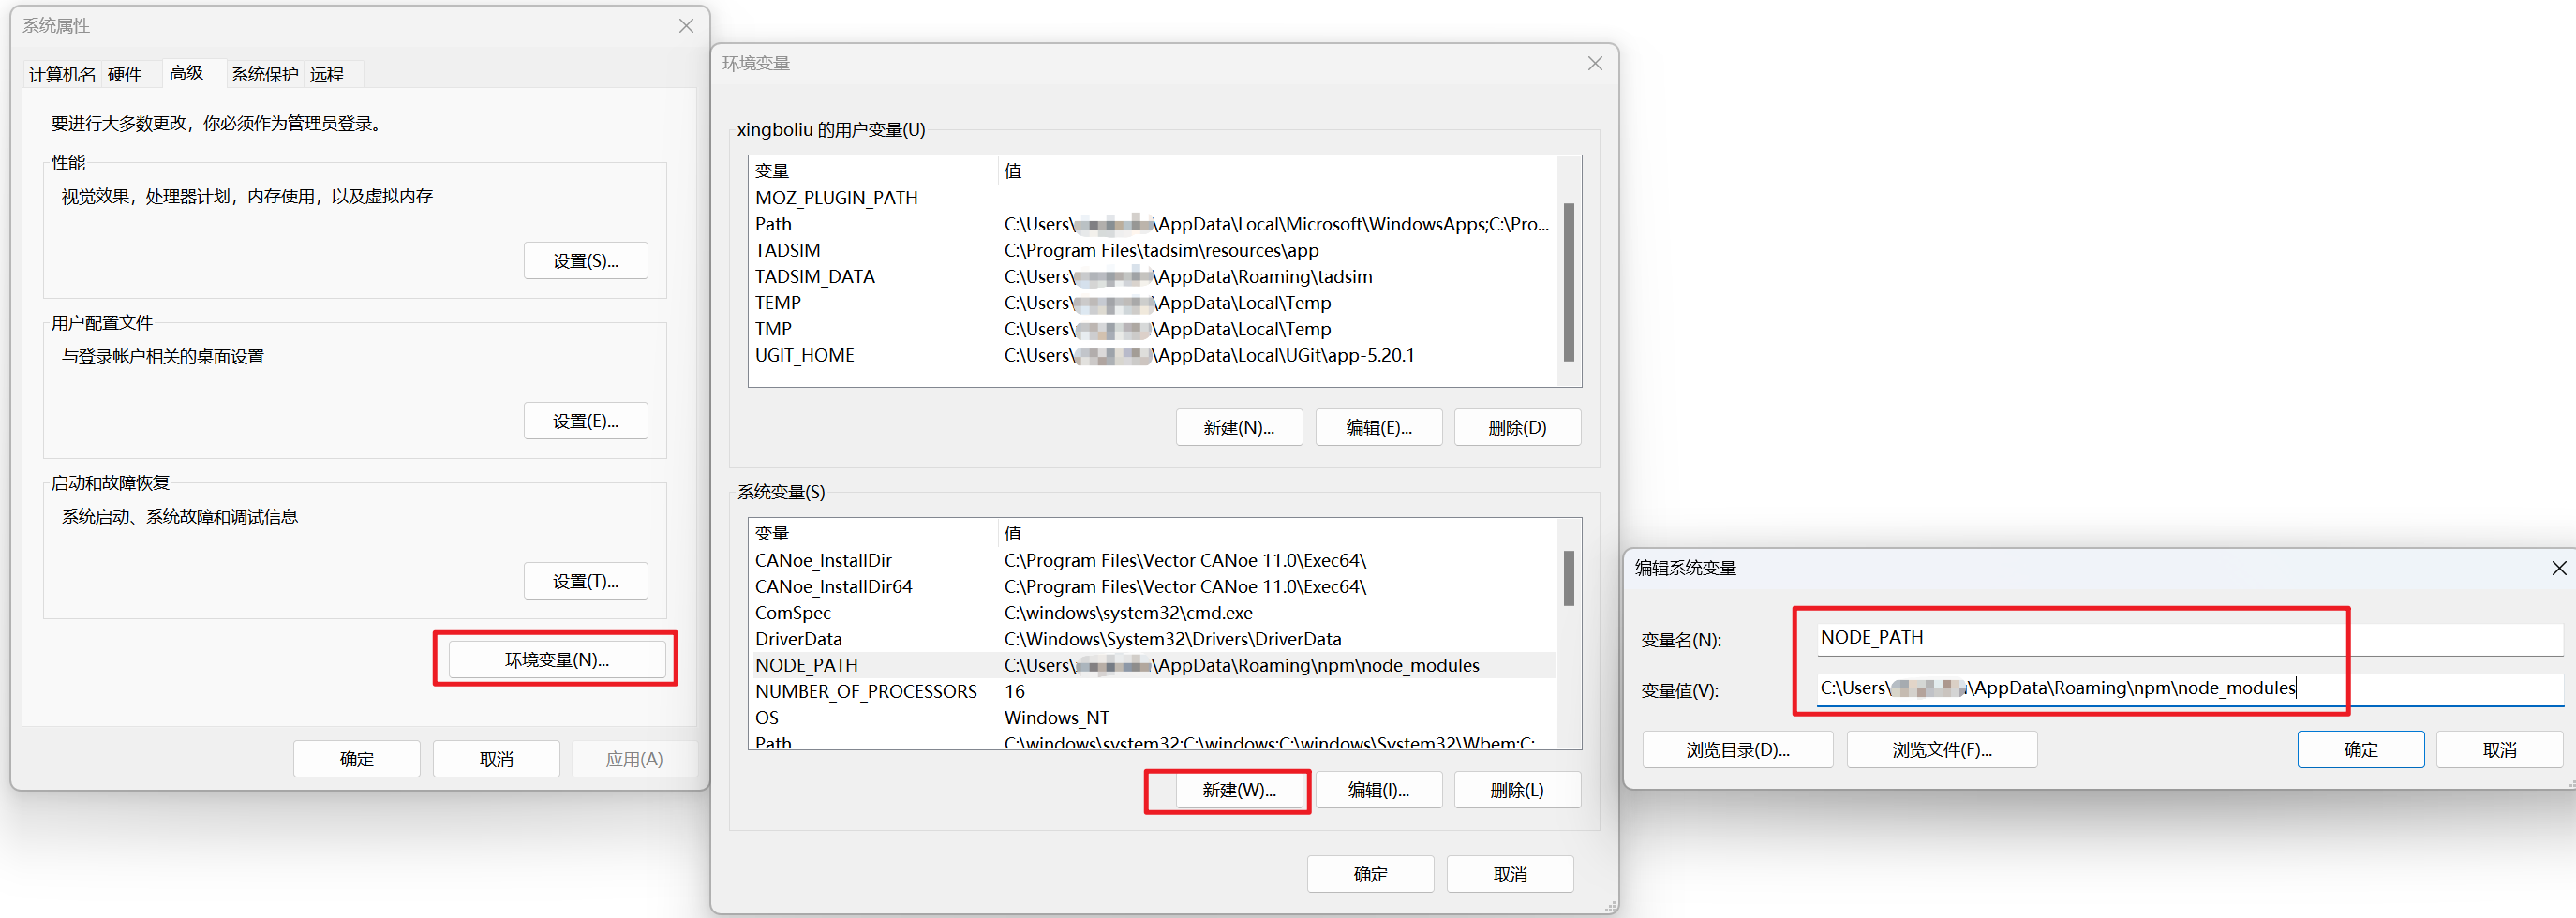 系统属性
计算机名 硬件 高级 系统保护 远程
要进行大多数更改，你必须作为管理员登录。
性能
视觉效果，处理器计划，内存使用，以及虚拟内存
设置(S)...
用户配置文件
与登录帐户相关的桌面设置
设置(E)...
启动和故障恢复
系统启动、系统故障和调试信息
设置(T)...
环境变量(N)...
确定 取消 应用(A)
环境变量
xingboliu 的用户变量(U)
变量 值
MOZ_PLUGIN_PATH
Path C:\Users\ \AppData\Local\Microsoft\WindowsApps;C:\Pro...
TADSIM C:\Program Files\tadsim\resources\app
TADSIM_DATA C:\Users\ \AppData\Roaming\tadsim
TEMP C:\Users\ \AppData\Local\Temp
TMP C:\Users\ \AppData\Local\Temp
UGIT_HOME C:\Users\ \AppData\Local\UGit\app-5.20.1
新建(N)... 编辑(E)... 删除(D)
系统变量(S)
变量 值
CANoe_InstallDir C:\Program Files\Vector CANoe 11.0\Exec64\
CANoe_InstallDir64 C:\Program Files\Vector CANoe 11.0\Exec64\
ComSpec C:\windows\system32\cmd.exe
DriverData C:\Windows\System32\Drivers\DriverData
NODE_PATH C:\Users\ \AppData\Roaming\npm\node_modules
NUMBER_OF_PROCESSORS 16
OS Windows_NT
Path C:\windows\system32;C:\windows;C:\windows\System32\Wbem;C:
新建(W)... 编辑(I)... 删除(L)
确定 取消
编辑系统变量
变量名(N): NODE_PATH
变量值(V): C:\Users\ \AppData\Roaming\npm\node_modules
浏览目录(D)... 浏览文件(F)... 确定 取消